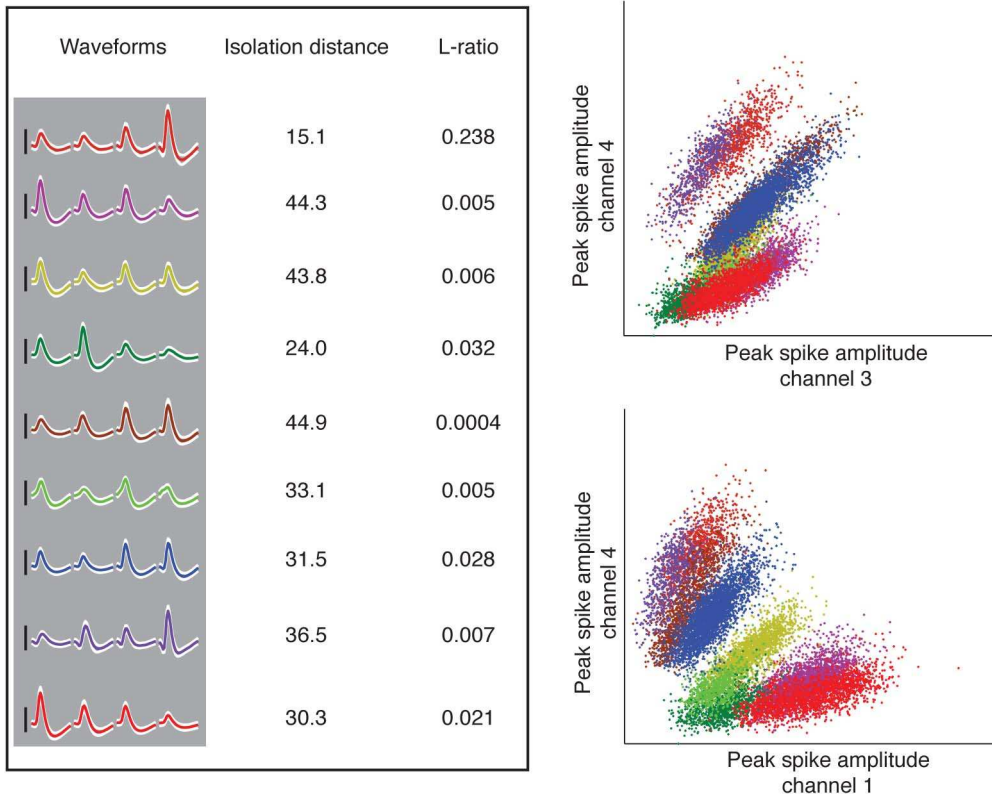 Waveforms Isolation distance L-ratio
15.1 0.238
44.3 0.005
43.8 0.006
24.0 0.032
44.9 0.0004
33.1 0.005
31.5 0.028
36.5 0.007
30.3 0.021
Peak spike amplitude
channel 4
Peak spike amplitude
channel 3
Peak spike amplitude
channel 4
Peak spike amplitude
channel 1